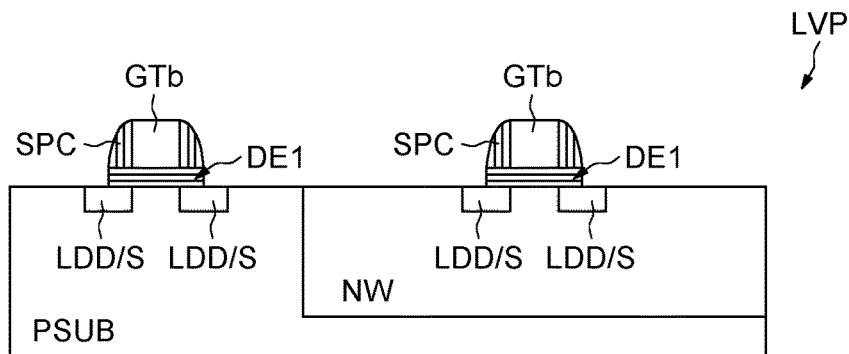 LVP
GTb
GTb
SPC
DE1
SPC
DE1
LDD/S
LDD/S
LDD/S
LDD/S
NW
PSUB